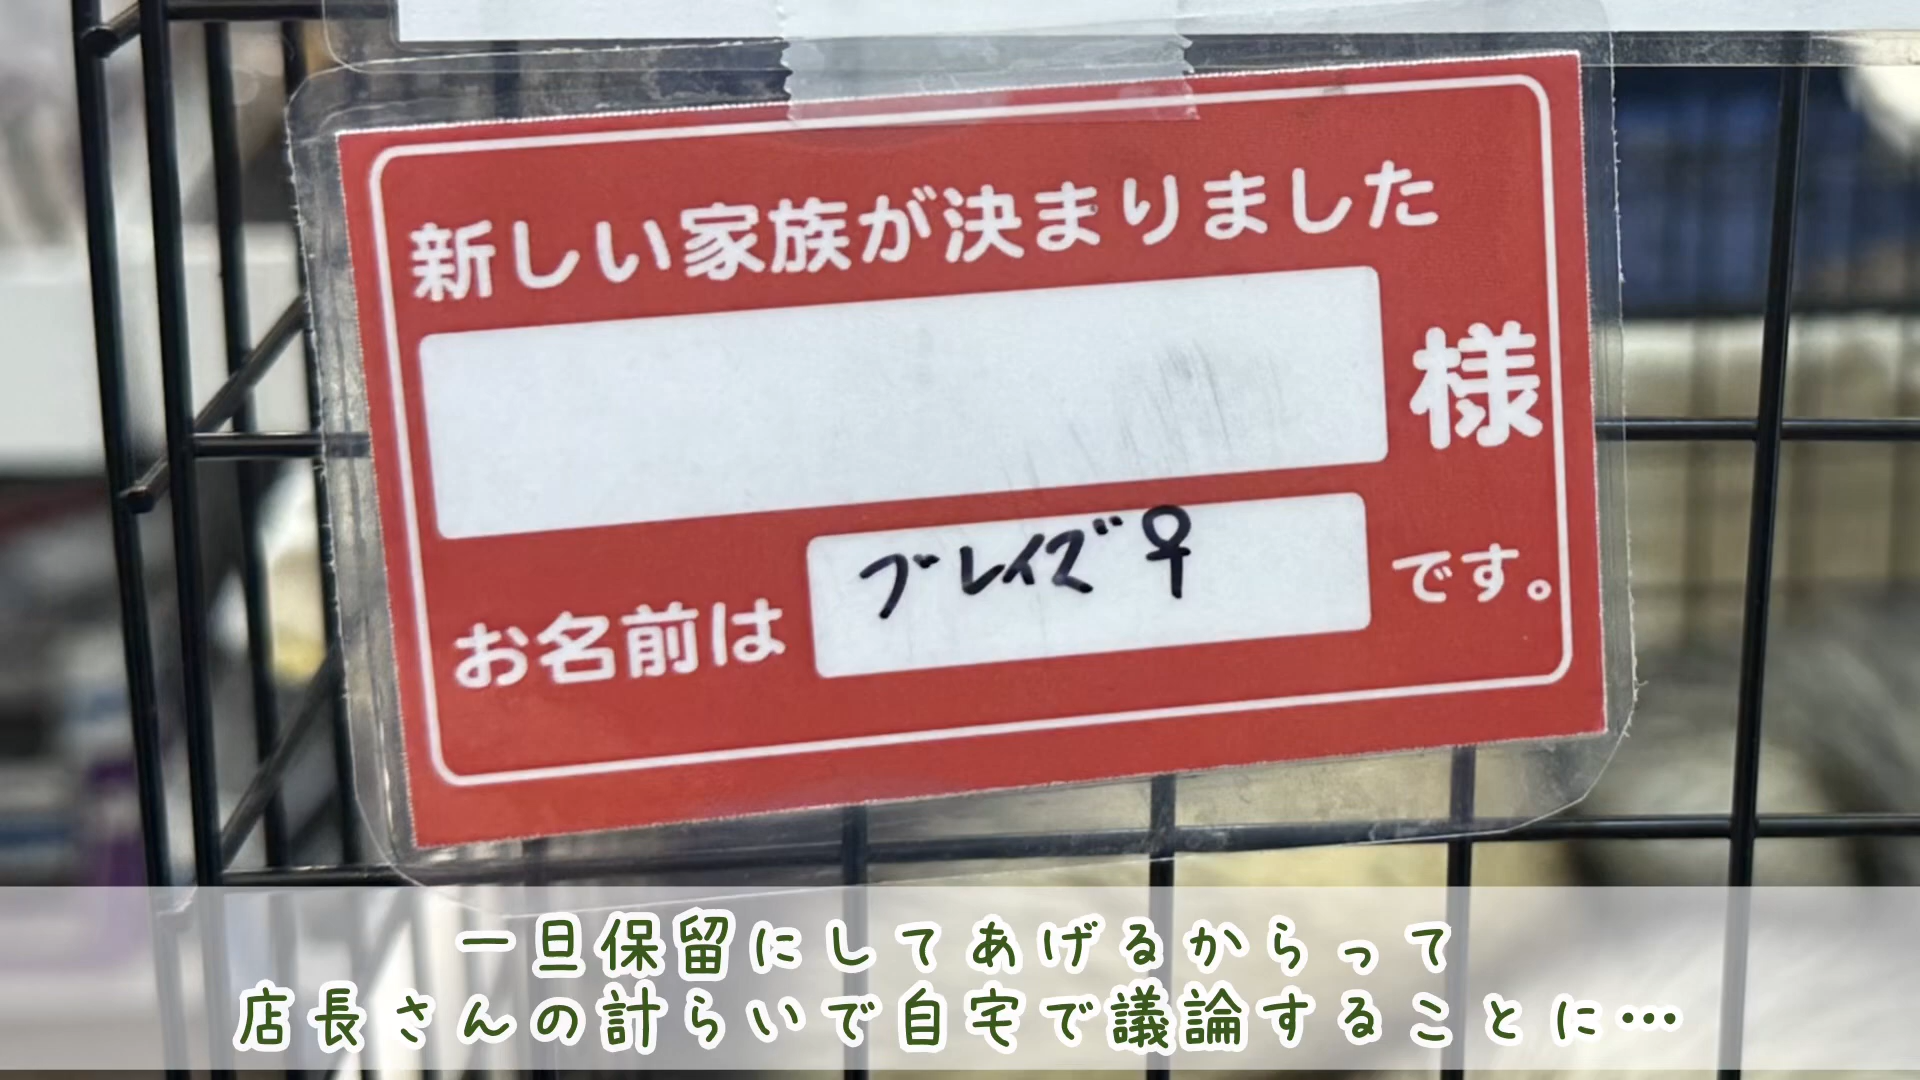 新しい家族が決まりました
様
お名前は ブレイズ♀ です。
一旦保留にしてあげるからって
店長さんの計らいで自宅で議論することに…